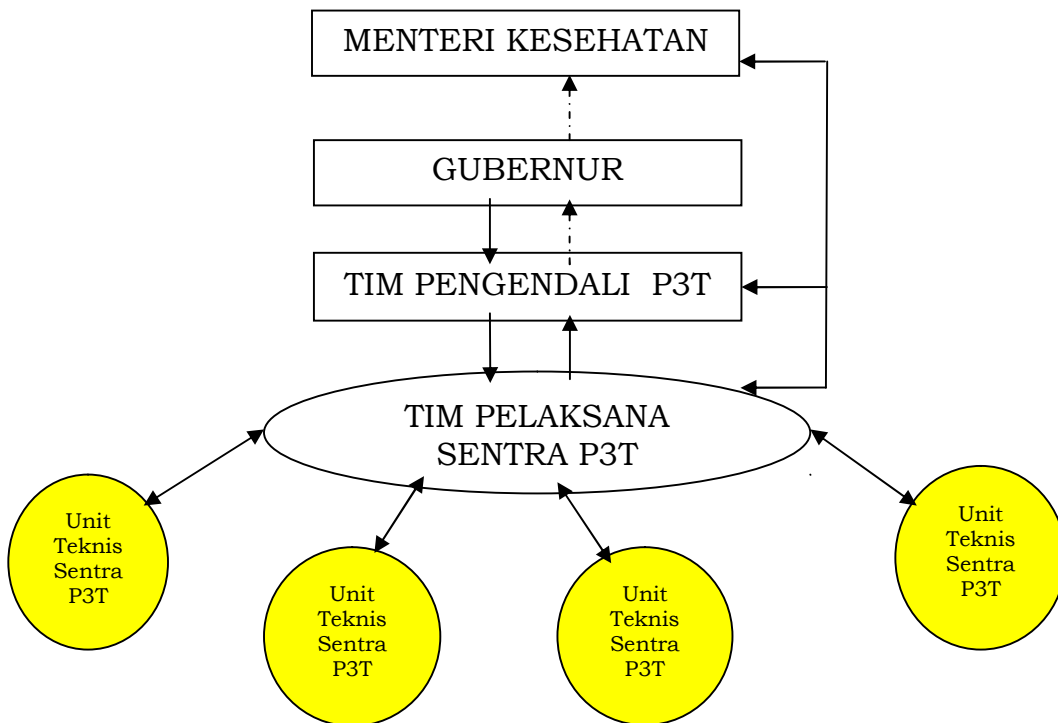 MENTERI KESEHATAN
GUBERNUR
TIM PENGENDALI P3T
TIM PELAKSANA
SENTRA P3T
Unit
Teknis
Sentra
P3T
Unit
Teknis
Sentra
P3T
Unit
Teknis
Sentra
P3T
Unit
Teknis
Sentra
P3T